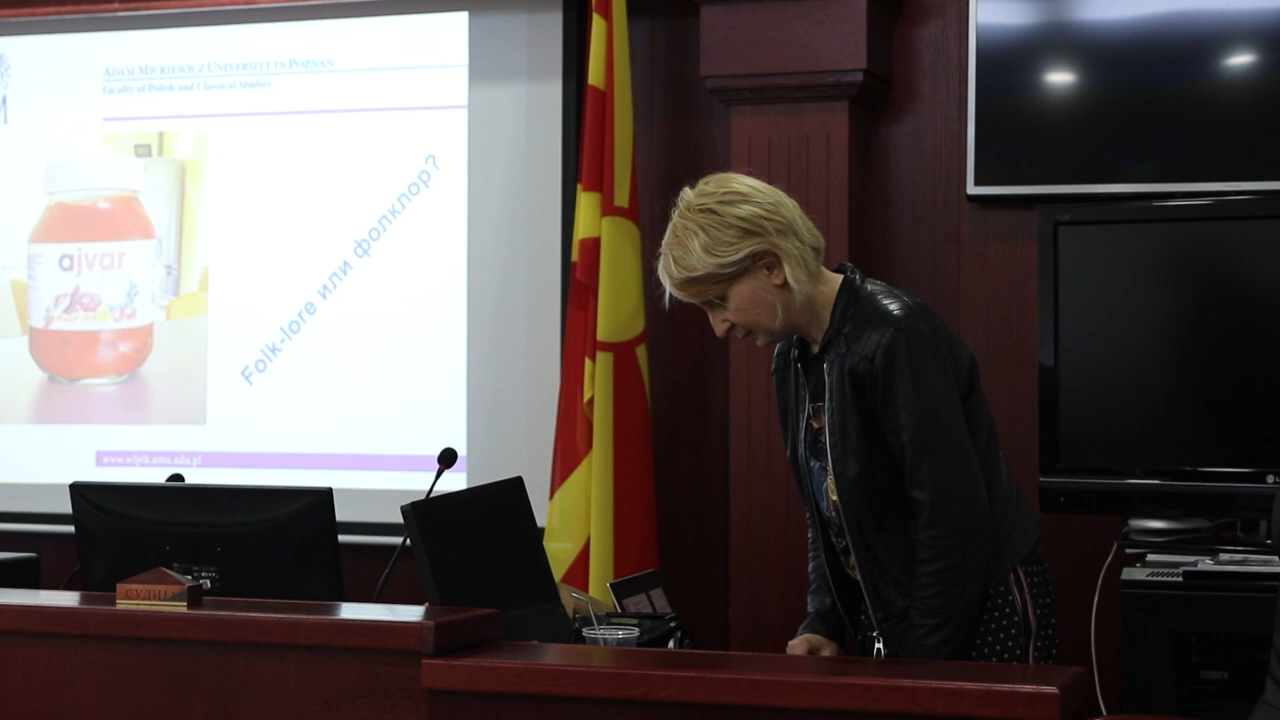 ADAM MICKIEWICZ UNIVERSITY IN POZNAN
Faculty of Polish and Classical Studies
ajvar
Folk-lore или фолклор?
www.wfpik.amu.edu.pl
СУДИЈА